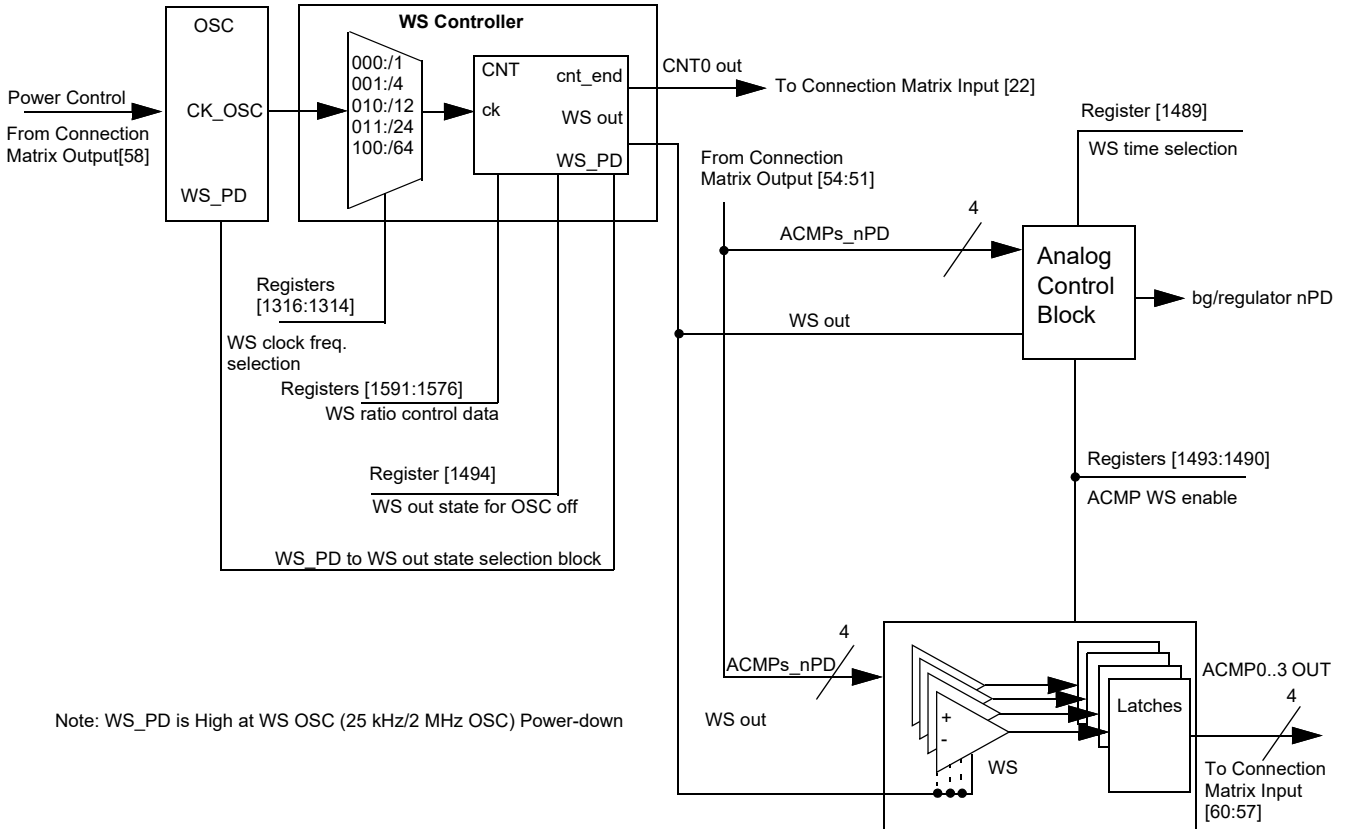 OSC
WS Controller
Power Control
From Connection
Matrix Output[58]
CK_OSC
WS_PD
000:/1
001:/4
010:/12
011:/24
100:/64
CNT
ck
cnt_end
WS out
WS_PD
CNT0 out
To Connection Matrix Input [22]
Registers
[1316:1314]
WS clock freq.
selection
Registers [1591:1576]
WS ratio control data
Register [1494]
WS out state for OSC off
WS_PD to WS out state selection block
From Connection
Matrix Output [54:51]
ACMPs_nPD
4
WS out
Register [1489]
WS time selection
Analog
Control
Block
bg/regulator nPD
Registers [1493:1490]
ACMP WS enable
ACMPs_nPD
4
WS out
+
-
WS
Latches
ACMP0..3 OUT
4
To Connection
Matrix Input
[60:57]
Note: WS_PD is High at WS OSC (25 kHz/2 MHz OSC) Power-down